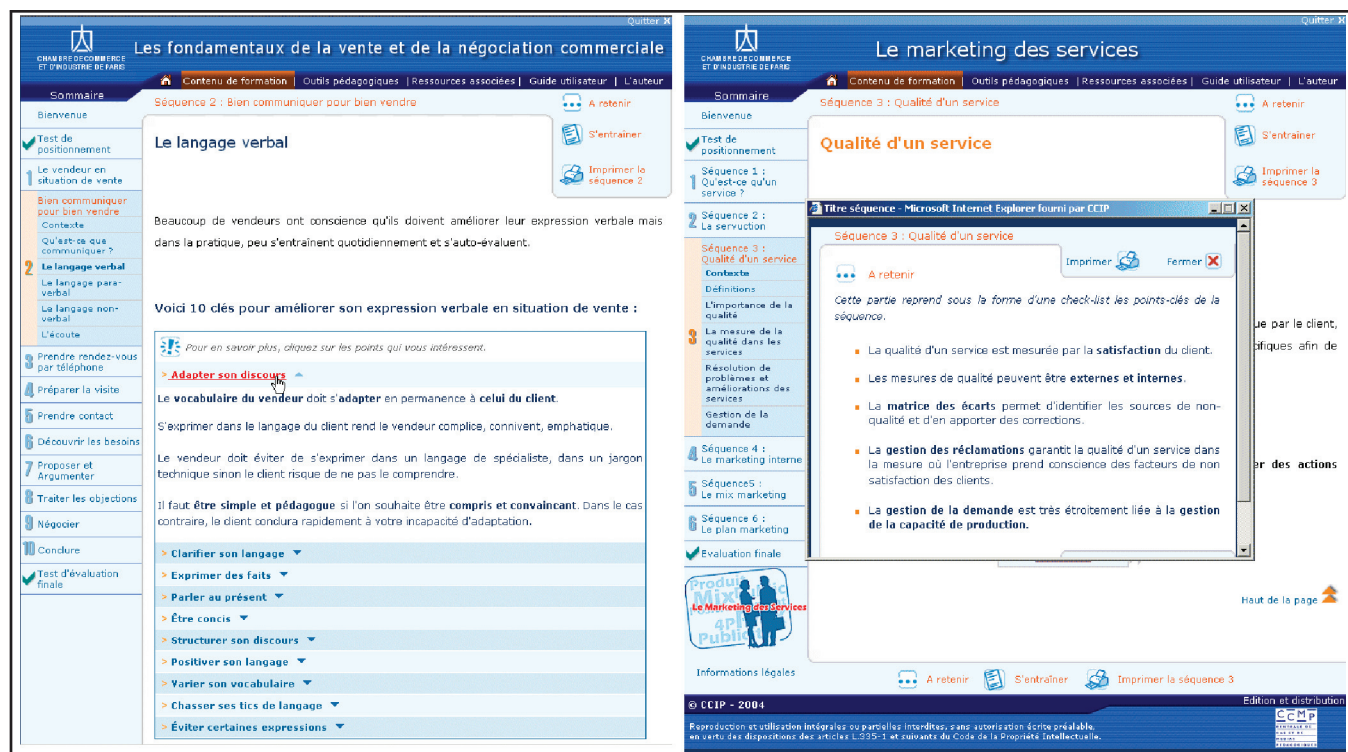 Quitter X
CHAMBRE DE COMMERCE
ET D'INDUSTRIE DE PARIS
Les fondamentaux de la vente et de la négociation commerciale
Contenu de formation | Outils pédagogiques | Ressources associées | Guide utilisateur | L'auteur
Sommaire
Bienvenue
Test de
positionnement
1 Le vendeur en
situation de vente
Bien communiquer
pour bien vendre
Contexte
Qu'est-ce que
communiquer ?
2 Le langage verbal
Le langage para-
verbal
Le langage non-
verbal
L'écoute
3 Prendre rendez-vous
par téléphone
4 Préparer la visite
5 Prendre contact
6 Découvrir les besoins
7 Proposer et
Argumenter
8 Traiter les objections
9 Négocier
10 Conclure
Test d'évaluation
finale
Séquence 2 : Bien communiquer pour bien vendre
A retenir
S'entraîner
Imprimer la
séquence 2
Le langage verbal
Beaucoup de vendeurs ont conscience qu'ils doivent améliorer leur expression verbale mais
dans la pratique, peu s'entraînent quotidiennement et s'auto-évaluent.
Voici 10 clés pour améliorer son expression verbale en situation de vente :
Pour en savoir plus, cliquez sur les points qui vous intéressent.
> Adapter son discours
Le vocabulaire du vendeur doit s'adapter en permanence à celui du client.
S'exprimer dans le langage du client rend le vendeur complice, connivent, emphatique.
Le vendeur doit éviter de s'exprimer dans un langage de spécialiste, dans un jargon
technique sinon le client risque de ne pas le comprendre.
Il faut être simple et pédagogue si l'on souhaite être compris et convaincant. Dans le cas
contraire, le client conclura rapidement à votre incapacité d'adaptation.
> Clarifier son langage
> Exprimer des faits
> Parler au présent
> Être concis
> Structurer son discours
> Positiver son langage
> Varier son vocabulaire
> Chasser ses tics de langage
> Éviter certaines expressions
Quitter X
CHAMBRE DE COMMERCE
ET D'INDUSTRIE DE PARIS
Le marketing des services
Contenu de formation | Outils pédagogiques | Ressources associées | Guide utilisateur | L'auteur
Sommaire
Bienvenue
Test de
positionnement
1 Séquence 1 :
Qu'est-ce qu'un
service ?
2 Séquence 2 :
La servuction
Séquence 3 :
Qualité d'un service
Contexte
Définitions
L'importance de la
qualité
3 La mesure de la
qualité dans les
services
Résolution de
problèmes et
améliorations des
services
Gestion de la
demande
4 Séquence 4 :
Le marketing interne
5 Séquence5 :
Le mix marketing
6 Séquence 6 :
Le plan marketing
Evaluation finale
Produi
Mix
Le Marketing des Services
4P
Public
Informations légales
Séquence 3 : Qualité d'un service
A retenir
S'entraîner
Imprimer la
séquence 3
Qualité d'un service
Titre séquence - Microsoft Internet Explorer fourni par CCIP
Séquence 3 : Qualité d'un service
Imprimer
Fermer
A retenir
Cette partie reprend sous la forme d'une check-list les points-clés de la
séquence.
La qualité d'un service est mesurée par la satisfaction du client.
Les mesures de qualité peuvent être externes et internes.
La matrice des écarts permet d'identifier les sources de non-
qualité et d'en apporter des corrections.
La gestion des réclamations garantit la qualité d'un service dans
la mesure où l'entreprise prend conscience des facteurs de non
satisfaction des clients.
La gestion de la demande est très étroitement liée à la gestion
de la capacité de production.
ue par le client,
cifiques afin de
er des actions
Haut de la page
A retenir
S'entraîner
Imprimer la séquence 3
© CCIP - 2004
Reproduction et utilisation intégrales ou partielles interdites, sans autorisation écrite préalable,
en vertu des dispositions des articles L.335-1 et suivants du Code de la Propriété Intellectuelle.
Edition et distribution
CCMP